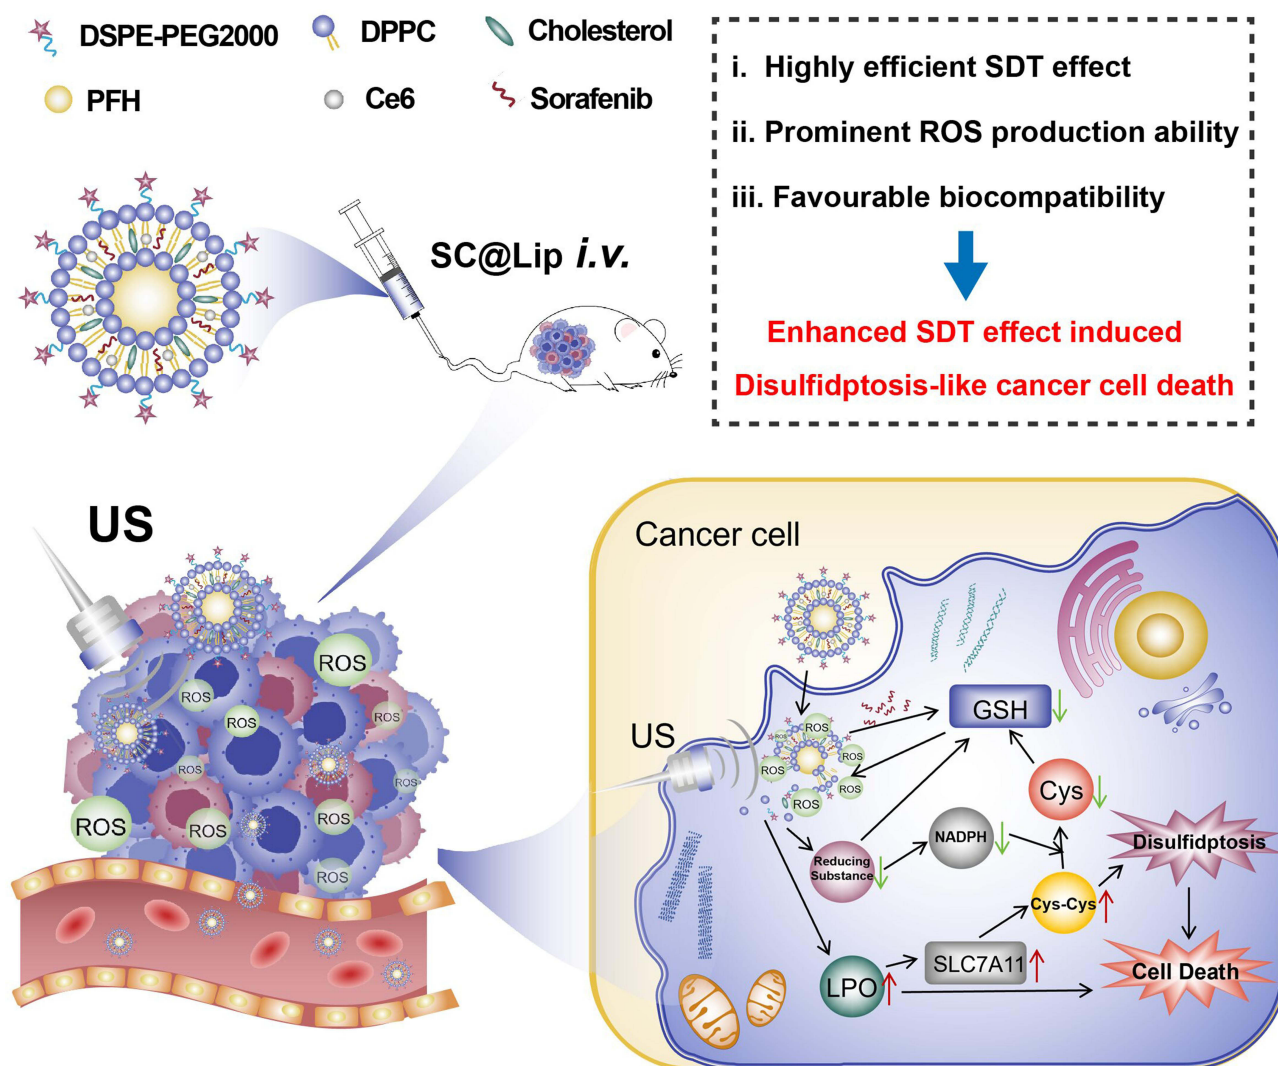 DSPE-PEG2000
DPPC
Cholesterol
PFH
Ce6
Sorafenib
i. Highly efficient SDT effect
ii. Prominent ROS production ability
iii. Favourable biocompatibility
Enhanced SDT effect induced
Disulfidptosis-like cancer cell death
SC@Lip i.v.
US
ROS
ROS
ROS
ROS
ROS
ROS
ROS
ROS
ROS
ROS
Cancer cell
US
ROS
ROS
ROS
ROS
ROS
ROS
GSH
Cys
NADPH
Reducing
Substance
Disulfidptosis
Cys-Cys
SLC7A11
LPO
Cell Death